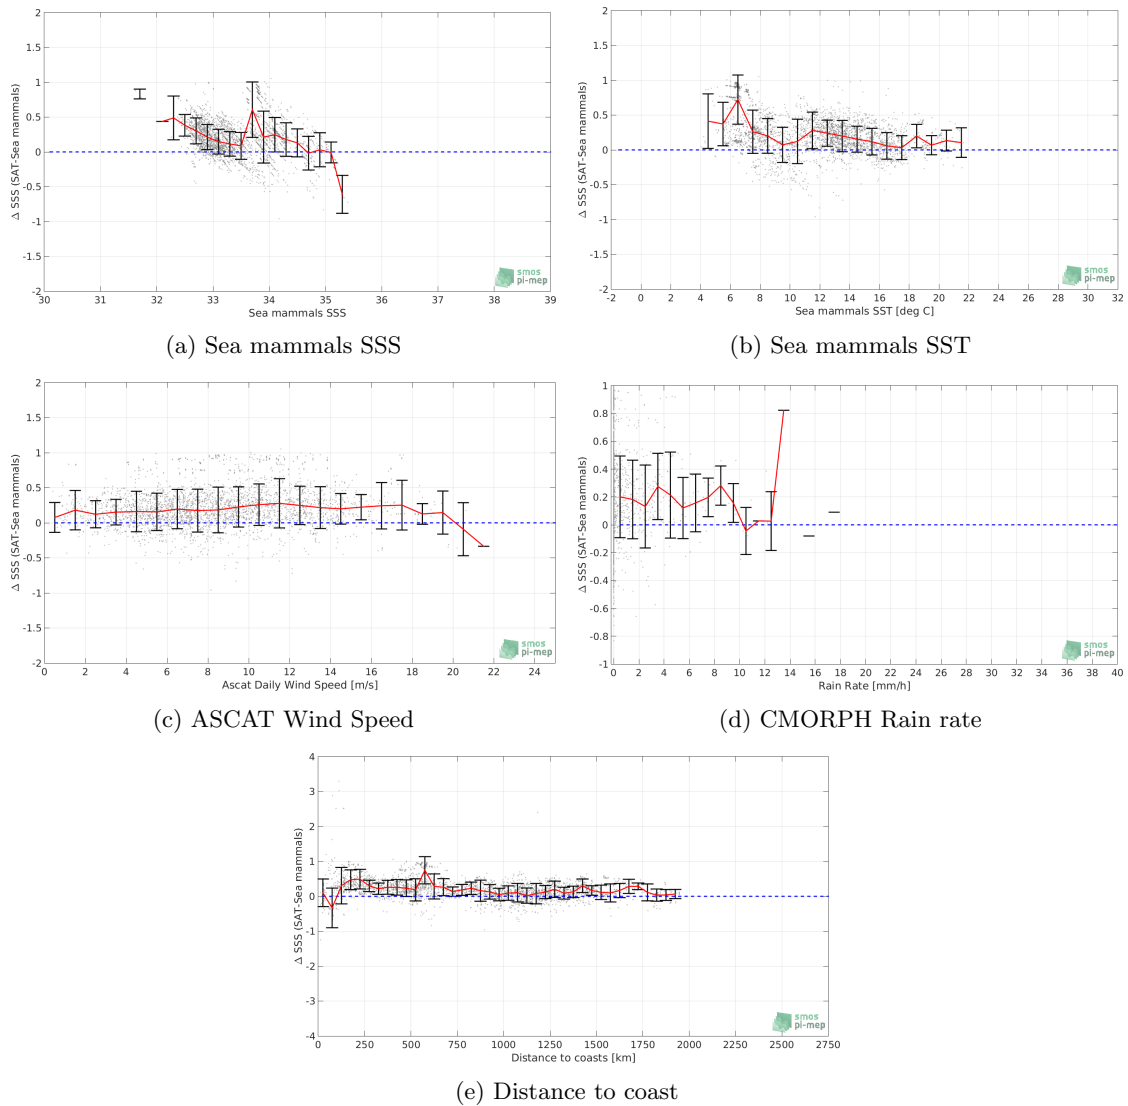 2
1.5
1
0.5
0
-0.5
-1
-1.5
-2
Δ SSS (SAT-Sea mammals)
30 31 32 33 34 35 36 37 38 39
Sea mammals SSS
smos
pi-mep
(a) Sea mammals SSS
2
1.5
1
0.5
0
-0.5
-1
-1.5
-2
Δ SSS (SAT-Sea mammals)
-2 0 2 4 6 8 10 12 14 16 18 20 22 24 26 28 30 32
Sea mammals SST [deg C]
smos
pi-mep
(b) Sea mammals SST
2
1.5
1
0.5
0
-0.5
-1
-1.5
-2
Δ SSS (SAT-Sea mammals)
0 2 4 6 8 10 12 14 16 18 20 22 24
Ascat Daily Wind Speed [m/s]
smos
pi-mep
(c) ASCAT Wind Speed
1
0.8
0.6
0.4
0.2
0
-0.2
-0.4
-0.6
-0.8
-1
Δ SSS (SAT-Sea mammals)
0 2 4 6 8 10 12 14 16 18 20 22 24 26 28 30 32 34 36 38 40
Rain Rate [mm/h]
smos
pi-mep
(d) CMORPH Rain rate
4
3
2
1
0
-1
-2
-3
-4
Δ SSS (SAT-Sea mammals)
0 250 500 750 1000 1250 1500 1750 2000 2250 2500 2750
Distance to coasts [km]
smos
pi-mep
(e) Distance to coast